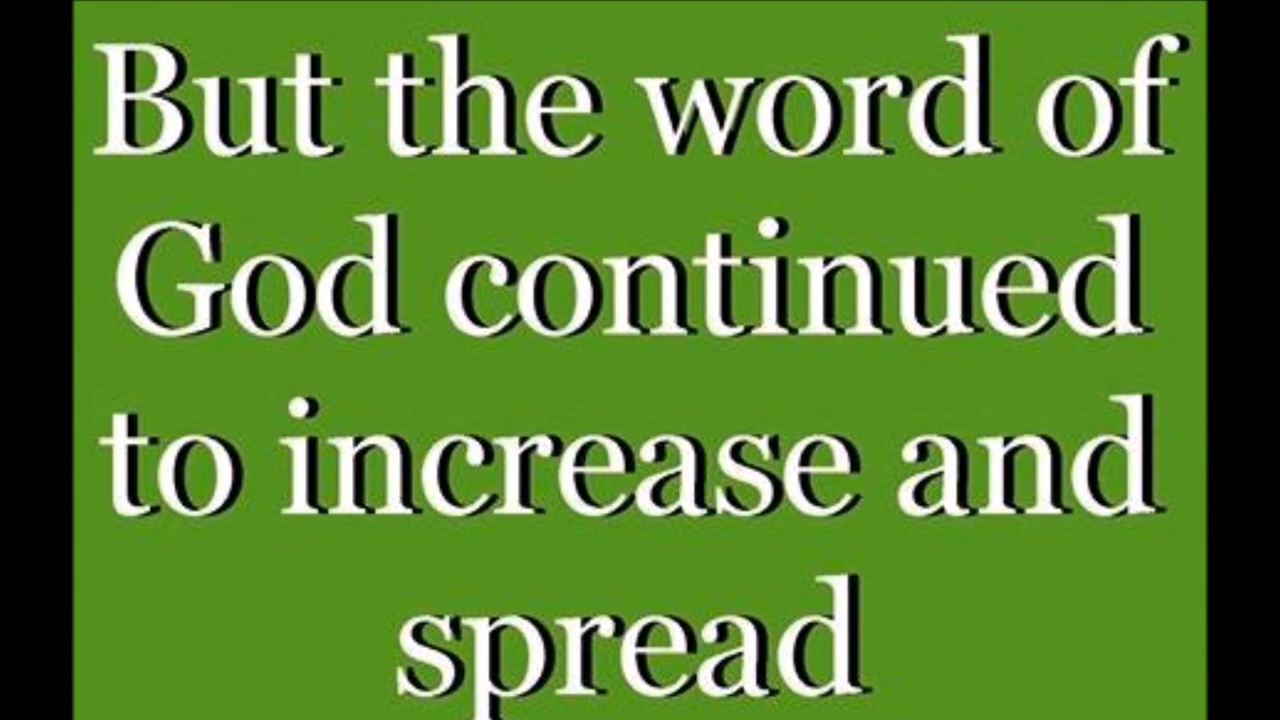 But the word of
God continued
to increase and
spread